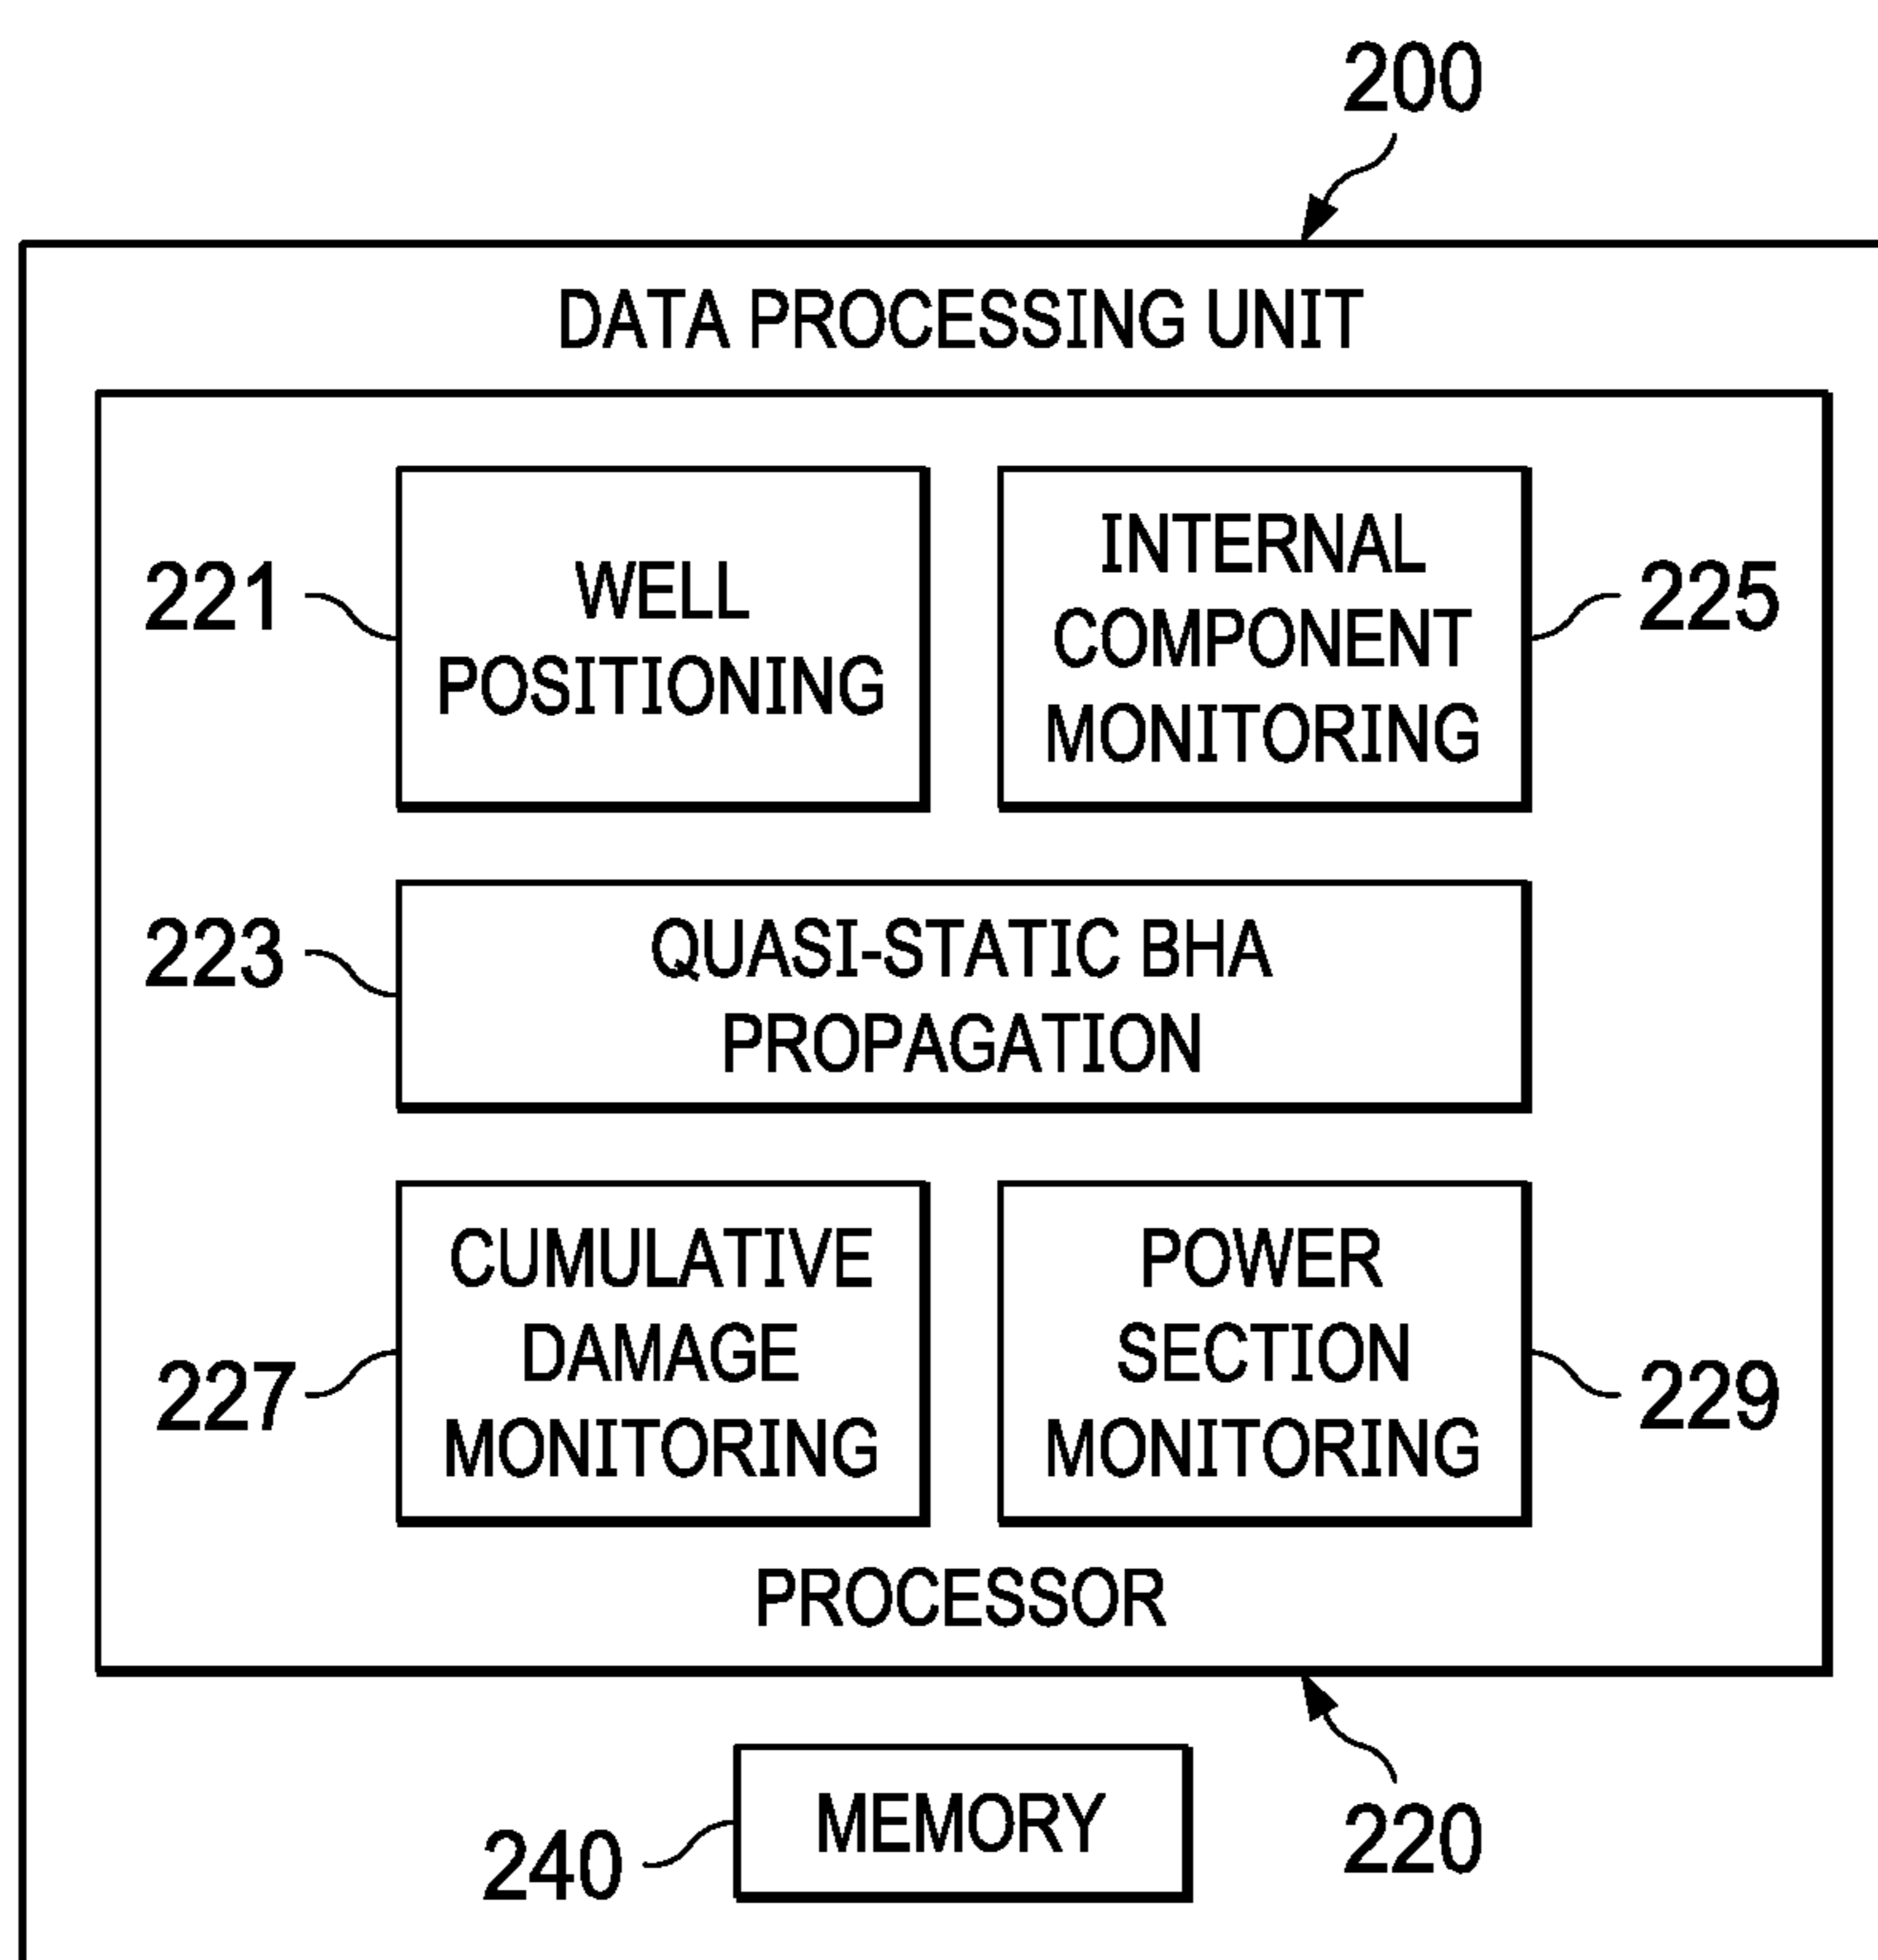 200
DATA PROCESSING UNIT
221
WELL
POSITIONING
INTERNAL
COMPONENT
MONITORING
225
223
QUASI-STATIC BHA
PROPAGATION
227
CUMULATIVE
DAMAGE
MONITORING
POWER
SECTION
MONITORING
229
PROCESSOR
240
MEMORY
220